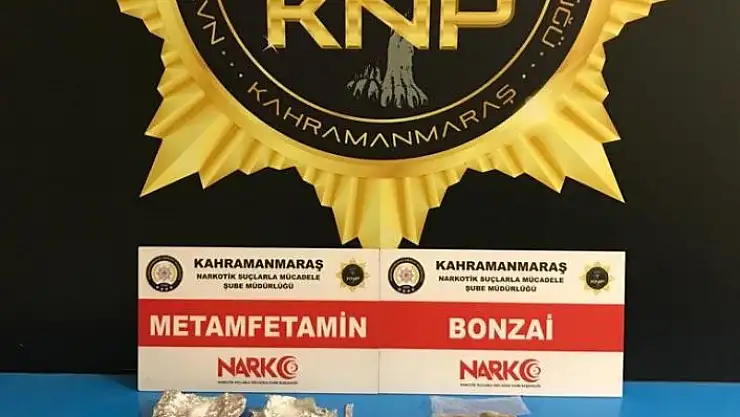 KNP
KAHRAMANMARAŞ
KAHRAMANMARAŞ
NARKOTİK SUÇLARLA MÜCADELE
ŞUBE MÜDÜRLÜĞÜ
METAMFETAMİN
NARKO
KAHRAMANMARAŞ
NARKOTİK SUÇLARLA MÜCADELE
ŞUBE MÜDÜRLÜĞÜ
BONZAİ
NARKO